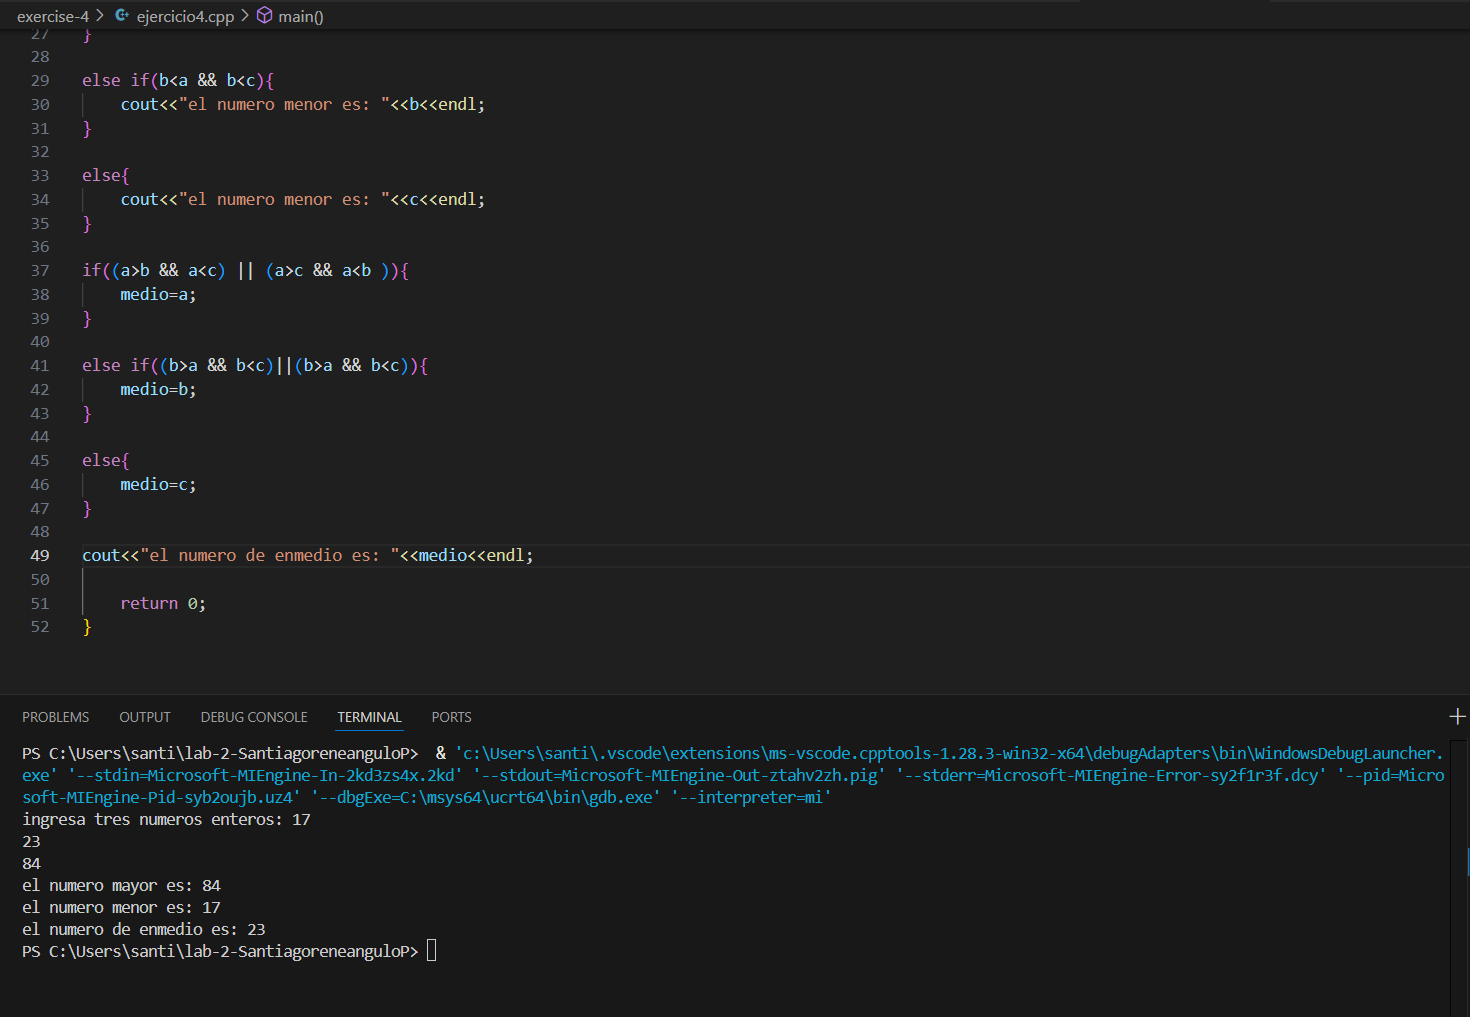 exercise-4 > ejercicio4.cpp > main()
27 }
28
29 else if(b<a && b<c){
30     cout<<"el numero menor es: "<<b<<endl;
31 }
32
33 else{
34     cout<<"el numero menor es: "<<c<<endl;
35 }
36
37 if((a>b && a<c) || (a>c && a<b )){
38     medio=a;
39 }
40
41 else if((b>a && b<c)||(b>a && b<c)){
42     medio=b;
43 }
44
45 else{
46     medio=c;
47 }
48
49 cout<<"el numero de enmedio es: "<<medio<<endl;
50
51     return 0;
52 }
PROBLEMS OUTPUT DEBUG CONSOLE TERMINAL PORTS
PS C:\Users\santi\lab-2-SantiagoreneanguloP>  & 'c:\Users\santi\.vscode\extensions\ms-vscode.cpptools-1.28.3-win32-x64\debugAdapters\bin\WindowsDebugLauncher.
exe' '--stdin=Microsoft-MIEngine-In-2kd3zs4x.2kd' '--stdout=Microsoft-MIEngine-Out-ztahv2zh.pig' '--stderr=Microsoft-MIEngine-Error-sy2f1r3f.dcy' '--pid=Micro
soft-MIEngine-Pid-syb2oujb.uz4' '--dbgExe=C:\msys64\ucrt64\bin\gdb.exe' '--interpreter=mi'
ingresa tres numeros enteros: 17
23
84
el numero mayor es: 84
el numero menor es: 17
el numero de enmedio es: 23
PS C:\Users\santi\lab-2-SantiagoreneanguloP>